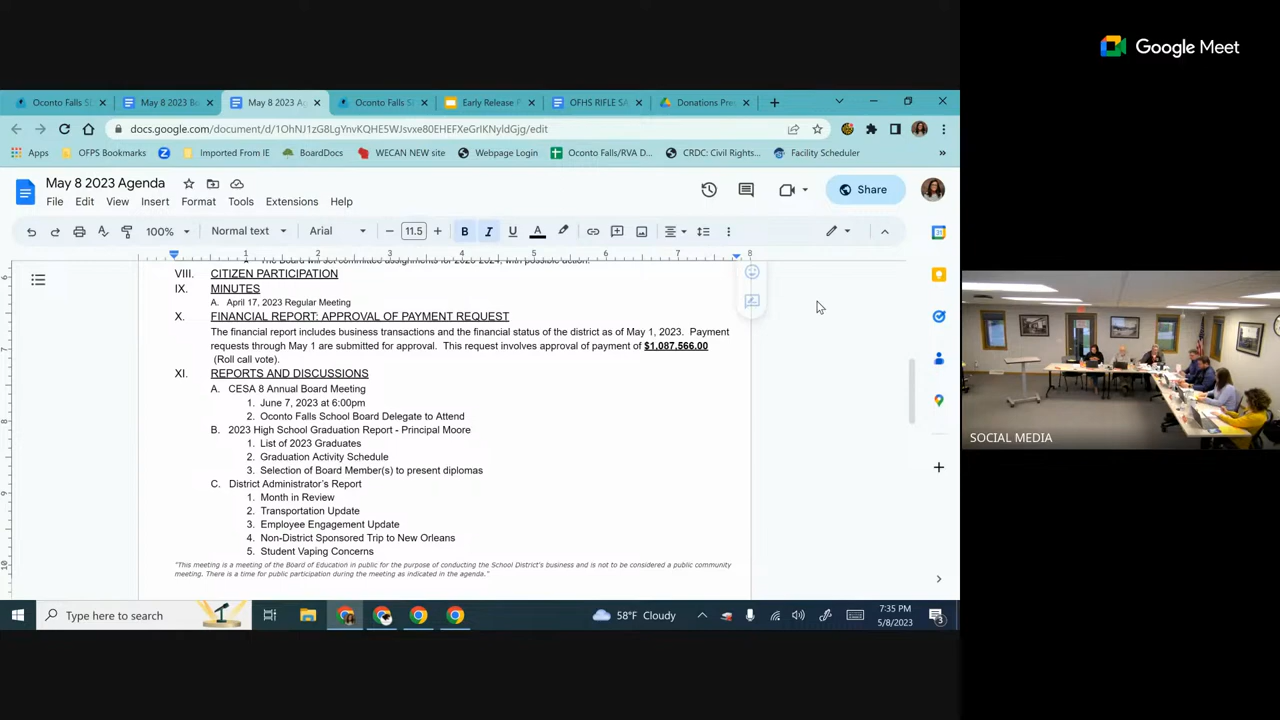 Google Meet
Oconto Falls S
May 8 2023 Bo
May 8 2023 Ag
Oconto Falls S
Early Release P
OFHS RIFLE SA
Donations Pre
docs.google.com/document/d/1OhNJ1zG8LgYnvKQHE5WJsvxe80EHEFXeGrIKNyldGjg/edit
Apps
OFPS Bookmarks
Imported From IE
BoardDocs
WECAN NEW site
Webpage Login
Oconto Falls/RVA D...
CRDC: Civil Rights...
Facility Scheduler
»
May 8 2023 Agenda
Share
File Edit View Insert Format Tools Extensions Help
100% Normal text Arial − 11.5 + B I U A
1 2 3 4 5 6 7 8
VIII. CITIZEN PARTICIPATION
IX. MINUTES
A. April 17, 2023 Regular Meeting
X. FINANCIAL REPORT: APPROVAL OF PAYMENT REQUEST
The financial report includes business transactions and the financial status of the district as of May 1, 2023. Payment
requests through May 1 are submitted for approval. This request involves approval of payment of $1,087,566.00
(Roll call vote).
XI. REPORTS AND DISCUSSIONS
A. CESA 8 Annual Board Meeting
1. June 7, 2023 at 6:00pm
2. Oconto Falls School Board Delegate to Attend
B. 2023 High School Graduation Report - Principal Moore
1. List of 2023 Graduates
2. Graduation Activity Schedule
3. Selection of Board Member(s) to present diplomas
C. District Administrator's Report
1. Month in Review
2. Transportation Update
3. Employee Engagement Update
4. Non-District Sponsored Trip to New Orleans
5. Student Vaping Concerns
"This meeting is a meeting of the Board of Education in public for the purpose of conducting the School District's business and is not to be considered a public community
meeting. There is a time for public participation during the meeting as indicated in the agenda."
SOCIAL MEDIA
Type here to search
58°F Cloudy
7:35 PM
5/8/2023
3